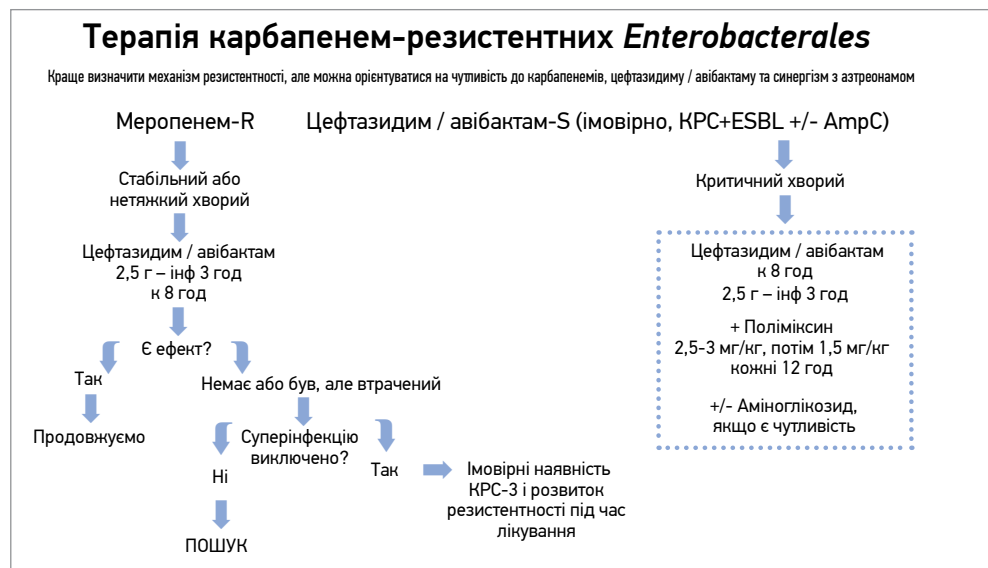 Терапія карбапенем-резистентних Enterobacterales
Краще визначити механізм резистентності, але можна орієнтуватися на чутливість до карбапенемів, цефтазидиму / авібактаму та синергізм з азтреонамом
Меропенем-R
Цефтазидим / авібактам-S (імовірно, КРС+ESBL +/- AmpC)
Стабільний або
нетяжкий хворий
Цефтазидим / авібактам
2,5 г – інф 3 год
к 8 год
Є ефект?
Так
Продовжуємо
Немає або був, але втрачений
Суперінфекцію
виключено?
Ні
ПОШУК
Так
Імовірні наявність
КРС-3 і розвиток
резистентності під час
лікування
Критичний хворий
Цефтазидим / авібактам
к 8 год
2,5 г – інф 3 год
+ Поліміксин
2,5-3 мг/кг, потім 1,5 мг/кг
кожні 12 год
+/- Аміноглікозид,
якщо є чутливість